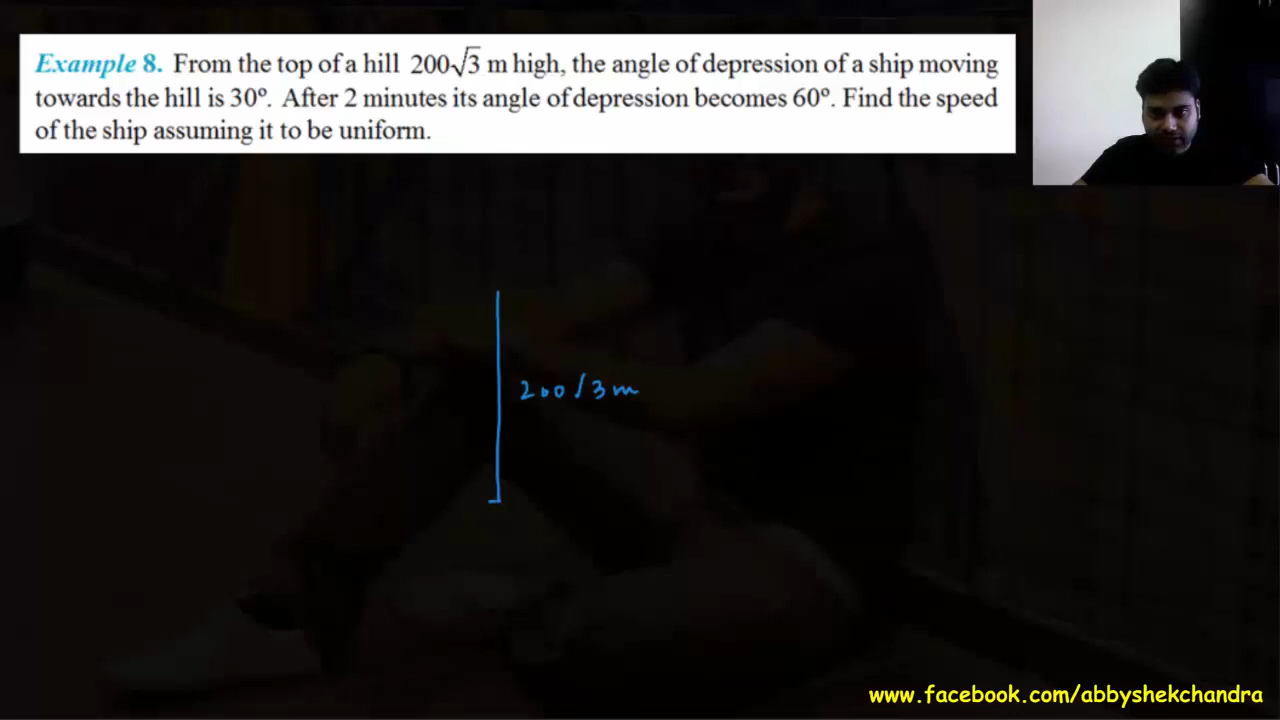 Example 8. From the top of a hill 200√3 m high, the angle of depression of a ship moving
towards the hill is 30º. After 2 minutes its angle of depression becomes 60º. Find the speed
of the ship assuming it to be uniform.
200√3 m
www.facebook.com/abbyshekchandra